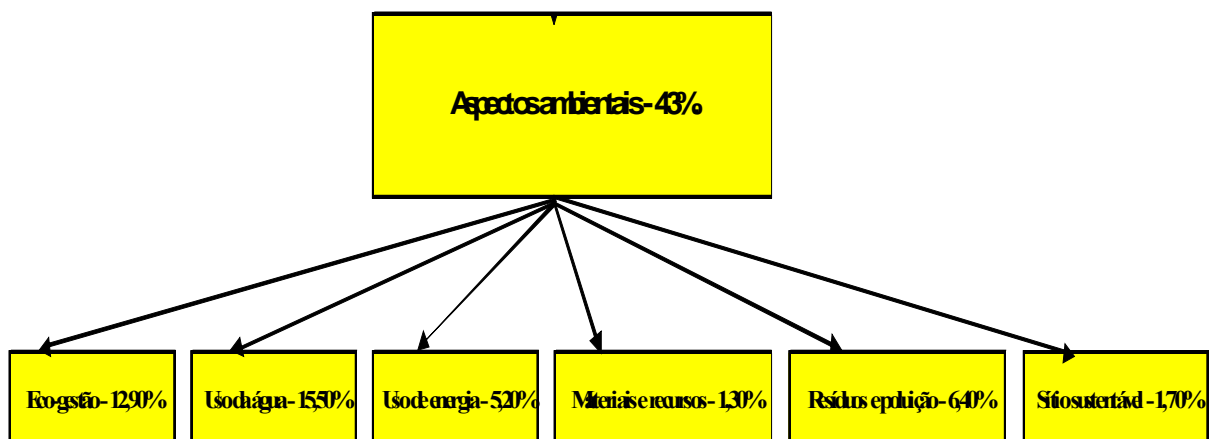 Aspectos ambientais - 43%
Eco-gestão - 12,90%
Uso da água - 15,50%
Uso de energia - 5,20%
Materiais e recursos - 1,30%
Resíduos e poluição - 6,40%
Sítio sustentável - 1,70%